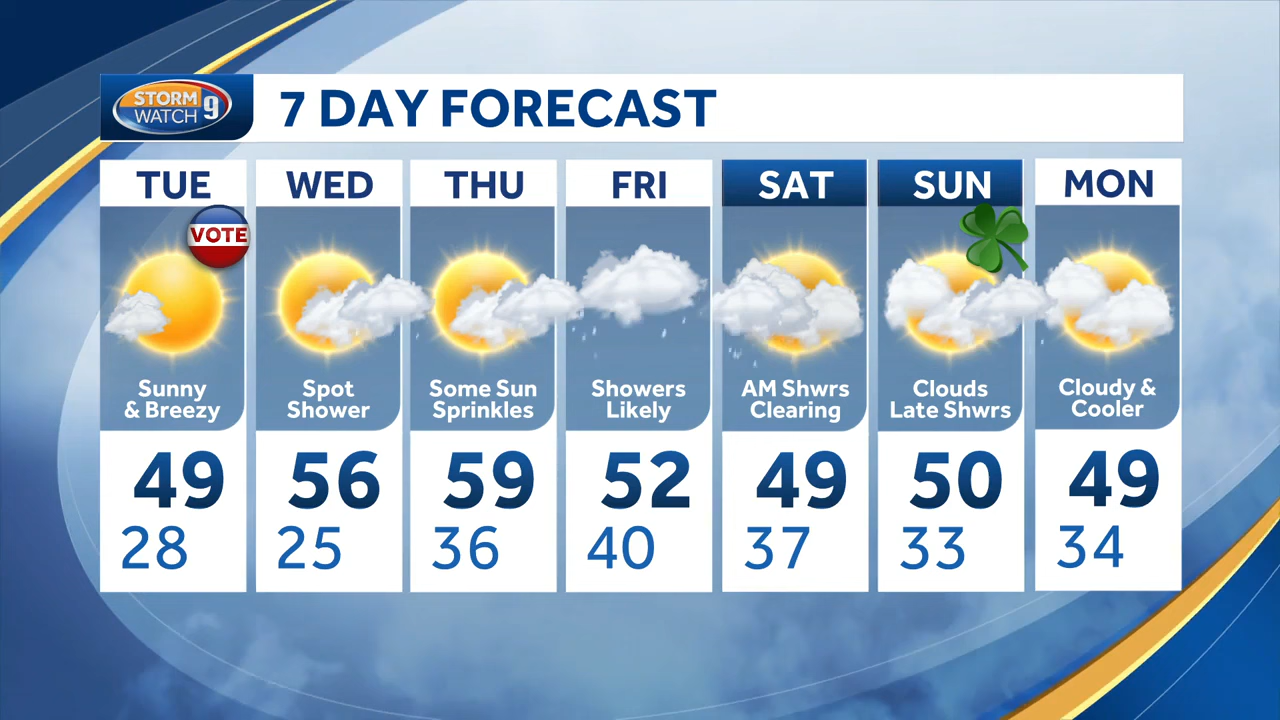 STORM
WATCH 9
7 DAY FORECAST
TUE
VOTE
Sunny
& Breezy
49
28
WED
Spot
Shower
56
25
THU
Some Sun
Sprinkles
59
36
FRI
Showers
Likely
52
40
SAT
AM Shwrs
Clearing
49
37
SUN
Clouds
Late Shwrs
50
33
MON
Cloudy &
Cooler
49
34